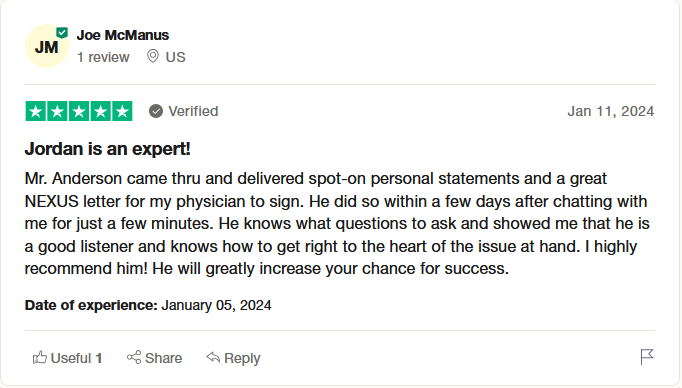 JM
Joe McManus
1 review US
Verified
Jan 11, 2024
Jordan is an expert!
Mr. Anderson came thru and delivered spot-on personal statements and a great
NEXUS letter for my physician to sign. He did so within a few days after chatting with
me for just a few minutes. He knows what questions to ask and showed me that he is
a good listener and knows how to get right to the heart of the issue at hand. I highly
recommend him! He will greatly increase your chance for success.
Date of experience: January 05, 2024
Useful 1 Share Reply